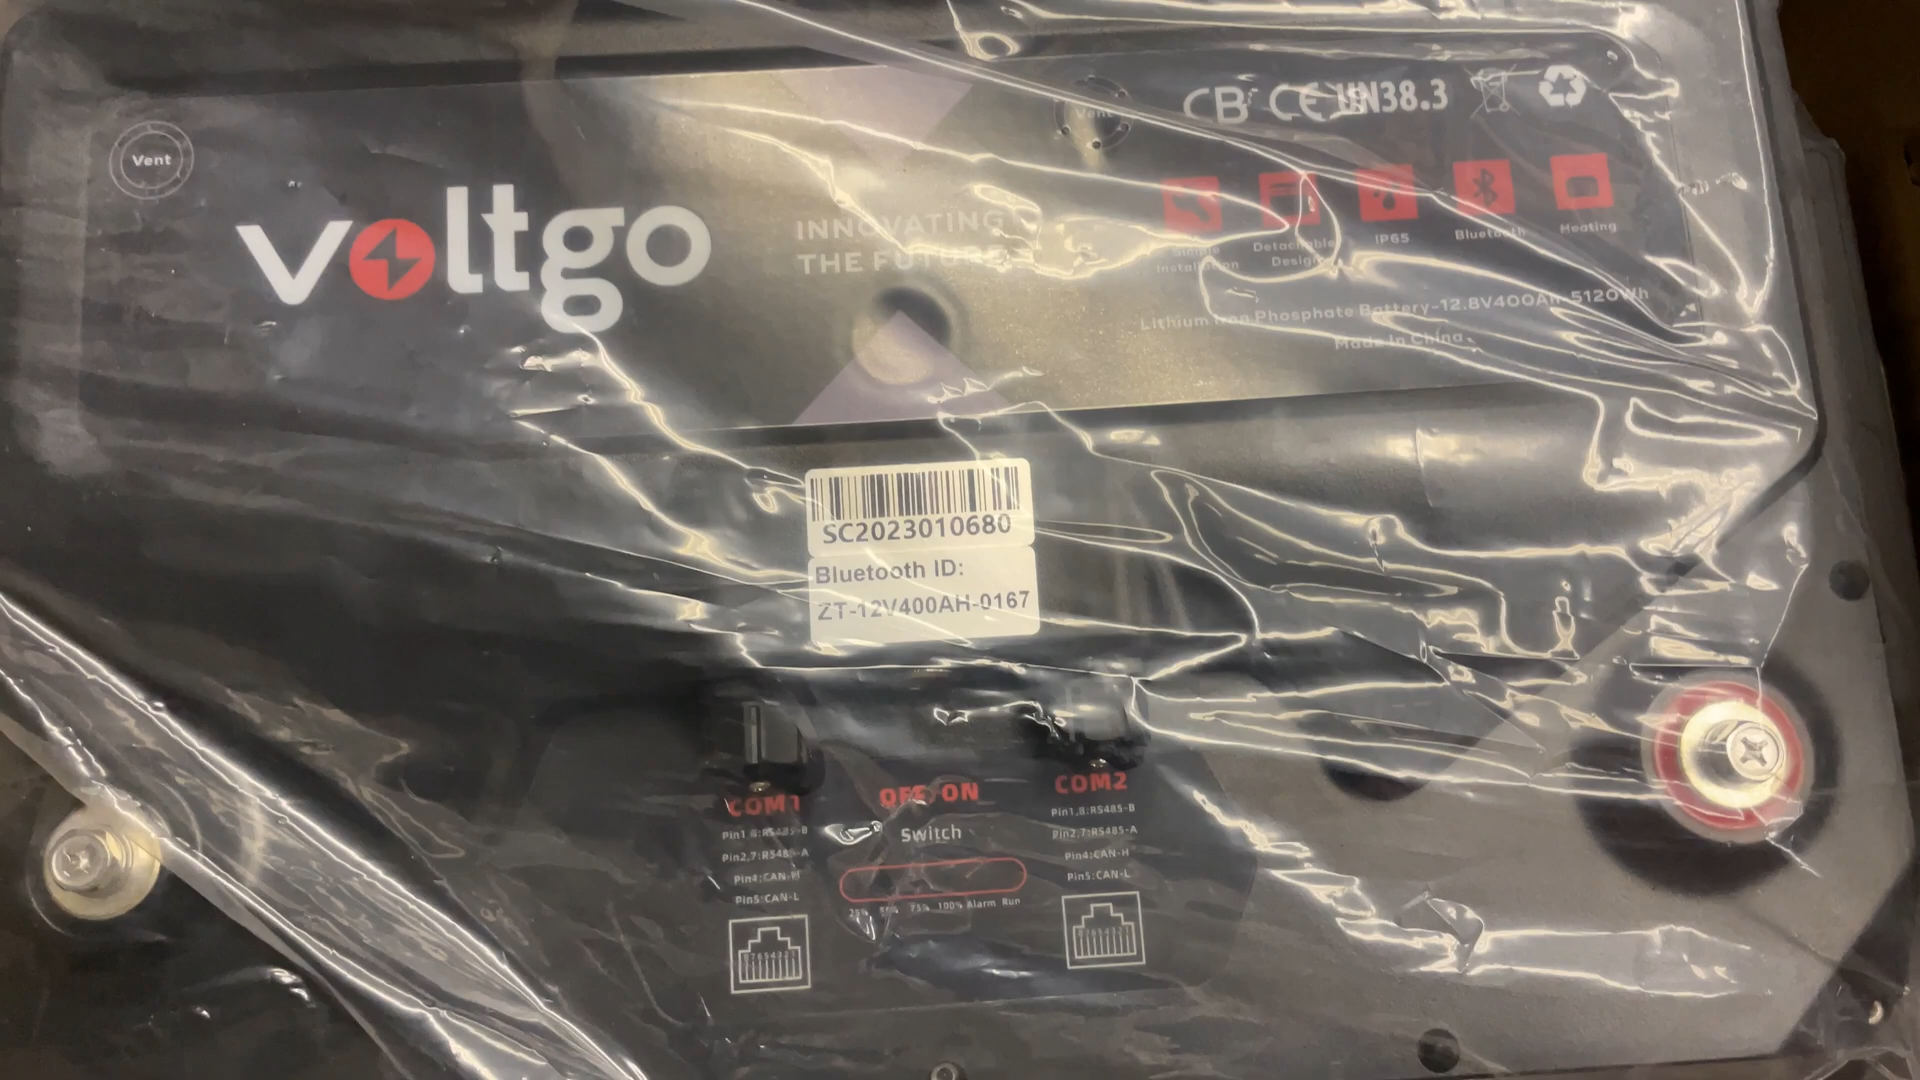 Vent
voltgo
INNOVATING
THE FUTURE
Vent
CB CE UN38.3
Simple
Installation
Detachable
Design
IP65
Bluetooth
Heating
Lithium Iron Phosphate Battery-12.8V400Ah-5120Wh
Made In China
SC2023010680
Bluetooth ID:
ZT-12V400AH-0167
COM1
Pin1,8:RS485-B
Pin2,7:RS485-A
Pin4:CAN-H
Pin5:CAN-L
OFF/ON
Switch
25% 50% 75% 100% Alarm Run
COM2
Pin1,8:RS485-B
Pin2,7:RS485-A
Pin4:CAN-H
Pin5:CAN-L